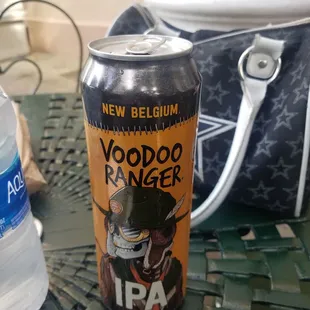 NEW BELGIUM
VOODOO
RANGER
IPA
AQU